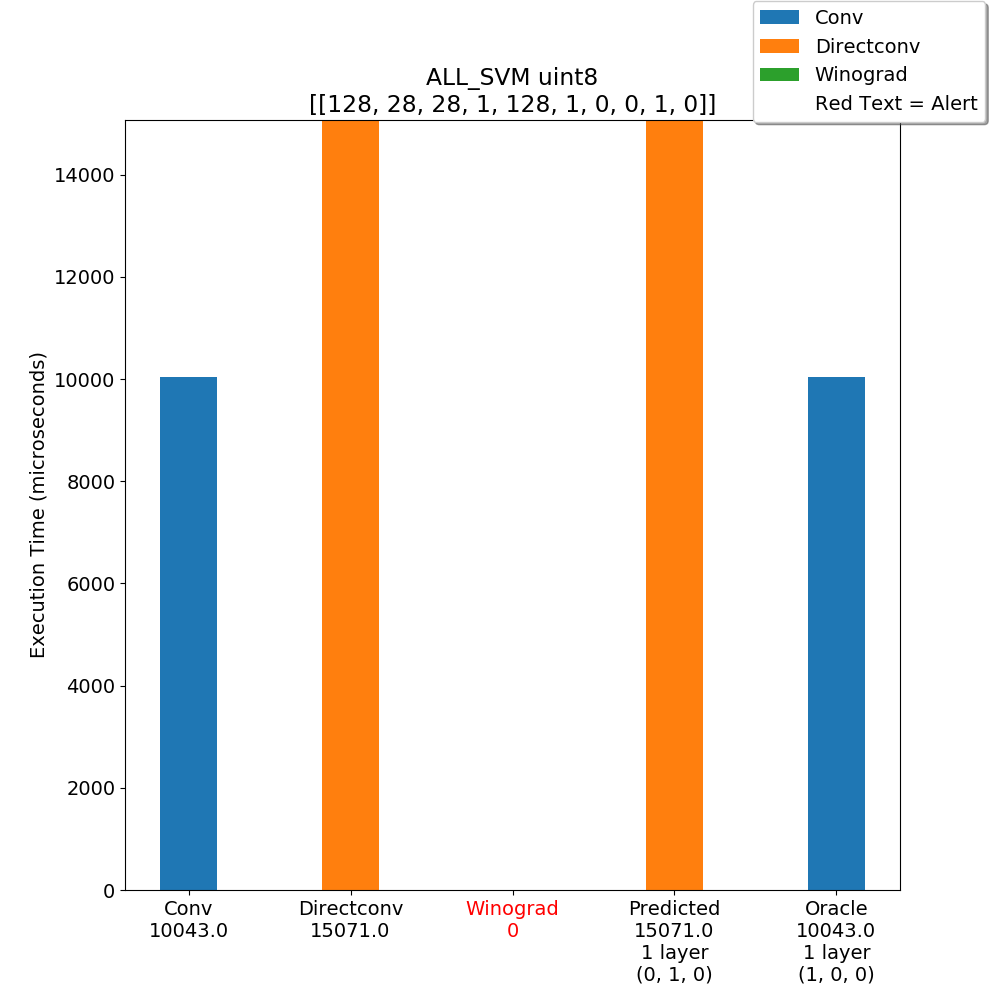 Conv
Directconv
Winograd
Red Text = Alert
ALL_SVM uint8
[[128, 28, 28, 1, 128, 1, 0, 0, 1, 0]]
Execution Time (microseconds)
14000
12000
10000
8000
6000
4000
2000
0
Conv
10043.0
Directconv
15071.0
Winograd
0
Predicted
15071.0
1 layer
(0, 1, 0)
Oracle
10043.0
1 layer
(1, 0, 0)